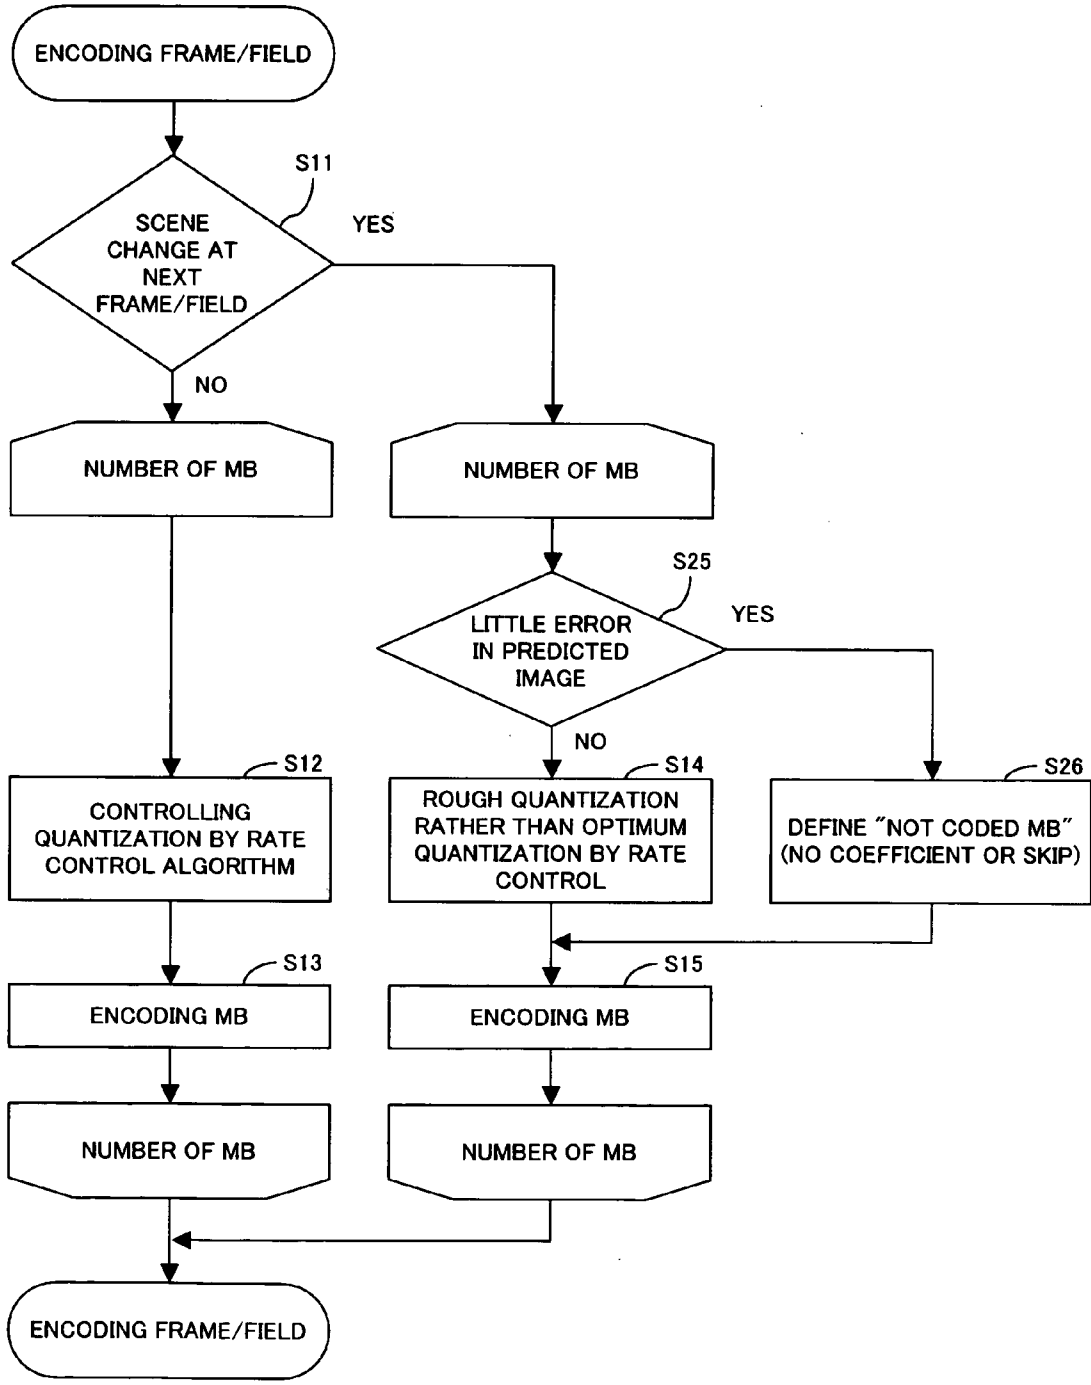 ENCODING FRAME/FIELD
S11
SCENE
CHANGE AT
NEXT
FRAME/FIELD
YES
NO
NUMBER OF MB
NUMBER OF MB
S25
LITTLE ERROR
IN PREDICTED
IMAGE
YES
NO
S12
CONTROLLING
QUANTIZATION BY RATE
CONTROL ALGORITHM
S14
ROUGH QUANTIZATION
RATHER THAN OPTIMUM
QUANTIZATION BY RATE
CONTROL
S26
DEFINE "NOT CODED MB"
(NO COEFFICIENT OR SKIP)
S13
ENCODING MB
S15
ENCODING MB
NUMBER OF MB
NUMBER OF MB
ENCODING FRAME/FIELD